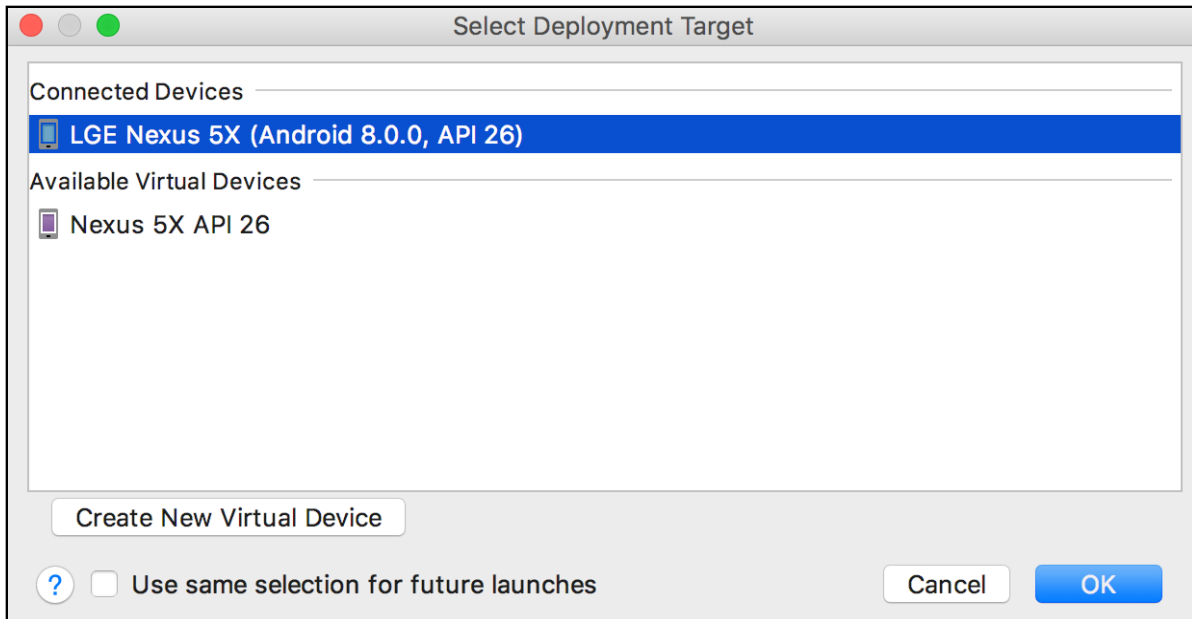 Select Deployment Target
Connected Devices
LGE Nexus 5X (Android 8.0.0, API 26)
Available Virtual Devices
Nexus 5X API 26
Create New Virtual Device
? Use same selection for future launches Cancel OK